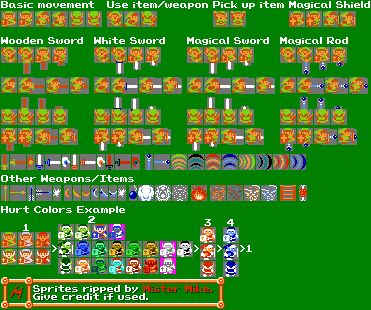 Basic movement Use item/weapon Pick up item Magical Shield
Wooden Sword White Sword Magical Sword Magical Rod
Other Weapons/Items
Hurt Colors Example
1 2 3 4
> > > >1
Sprites ripped by Mister Mike.
Give credit if used.